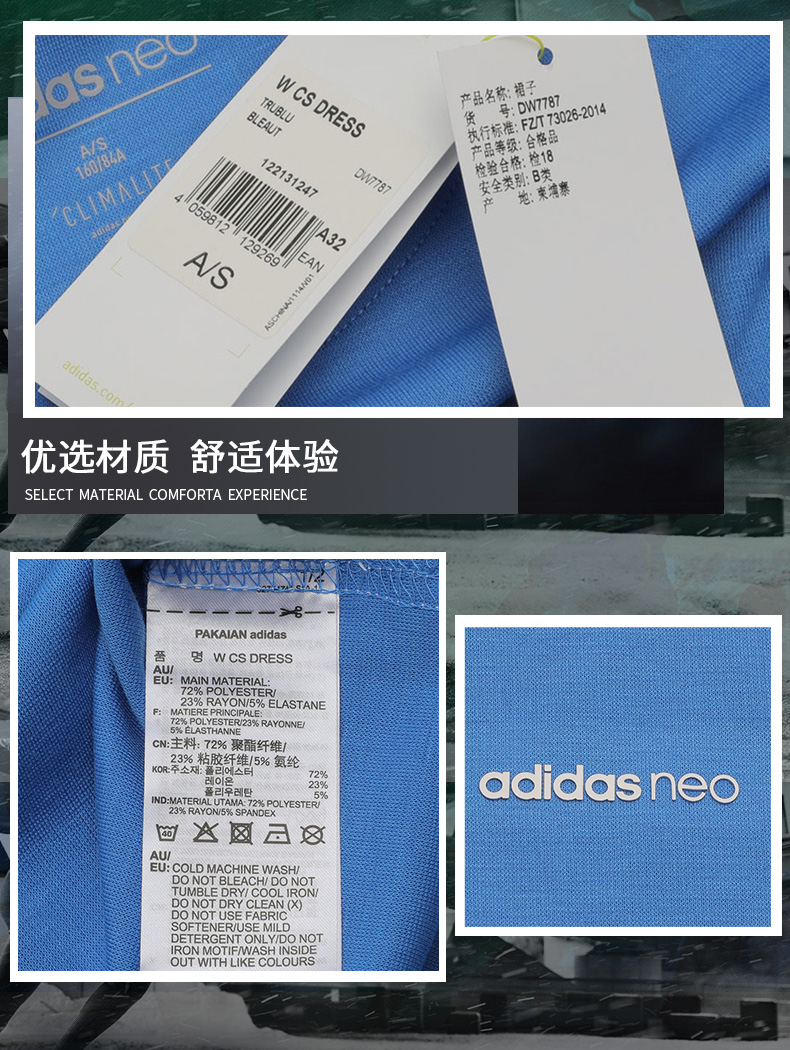 adidas neo
A/S
160/84A
CLIMALITE
W CS DRESS
TRUBLU
BLEAUT
DW7787
122131247
4 059812 129269
A32
EAN
A/S
ASCHINA/1114/V01
adidas.com/
产品名称: 裙子
货 号: DW7787
执行标准: FZ/T 73026-2014
产品等级: 合格品
检验合格: 检18
安全类别: B类
产 地: 柬埔寨
优选材质 舒适体验
SELECT MATERIAL COMFORTA EXPERIENCE
PAKAIAN adidas
품 명 W CS DRESS
AU/
EU: MAIN MATERIAL:
72% POLYESTER/
23% RAYON/5% ELASTANE
F: MATIERE PRINCIPALE:
72% POLYESTER/23% RAYONNE/
5% ÉLASTHANNE
CN:主料: 72% 聚酯纤维/
23% 粘胶纤维/5% 氨纶
KOR:주소재: 폴리에스터 72%
레이온 23%
폴리우레탄 5%
IND:MATERIAL UTAMA: 72% POLYESTER/
23% RAYON/5% SPANDEX
40
AU/
EU: COLD MACHINE WASH/
DO NOT BLEACH/ DO NOT
TUMBLE DRY/ COOL IRON/
DO NOT DRY CLEAN (X)
DO NOT USE FABRIC
SOFTENER/USE MILD
DETERGENT ONLY/DO NOT
IRON MOTIF/WASH INSIDE
OUT WITH LIKE COLOURS
adidas neo